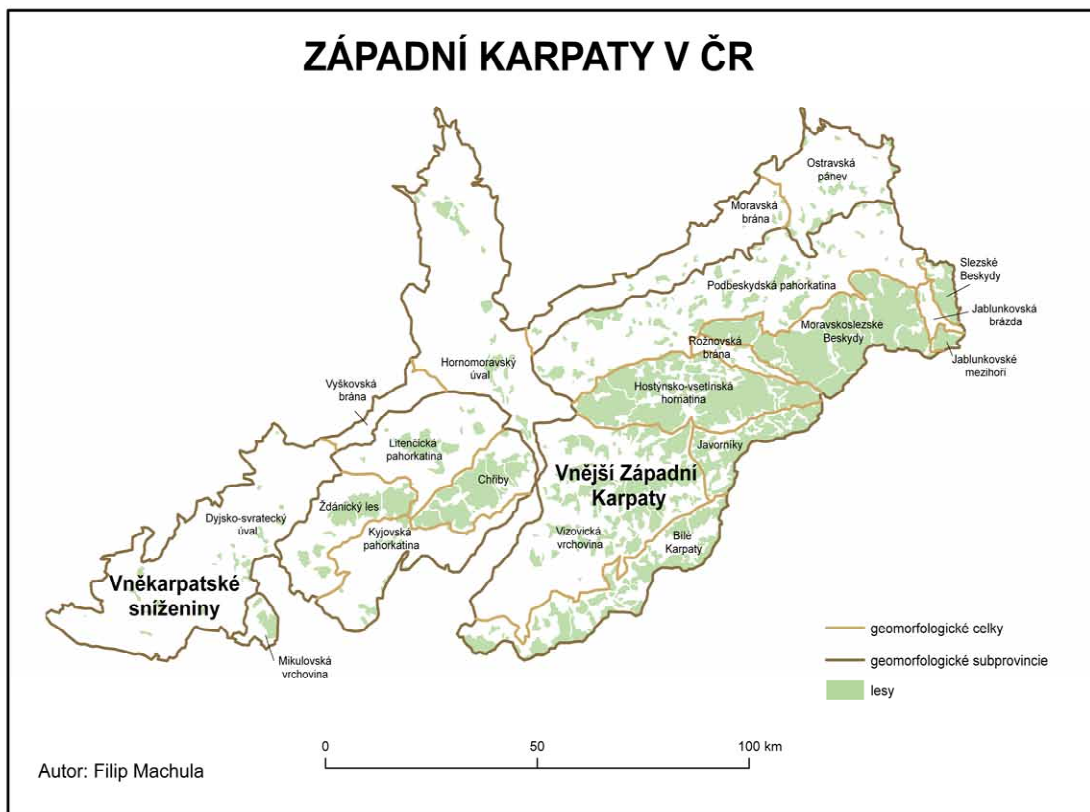 ZÁPADNÍ KARPATY V ČR
Ostravská
pánev
Moravská
brána
Slezské
Beskydy
Podbeskydská pahorkatina
Jablunkovská
brázda
Moravskoslezske
Beskydy
Rožnovská
brána
Jablunkovské
mezihoří
Hornomoravský
úval
Vyškovská
brána
Hostýnsko-vsetínská
hornatina
Litenčická
pahorkatina
Javorníky
Chřiby
Vnější Západní
Karpaty
Ždánický les
Dyjsko-svratecký
úval
Kyjovská
pahorkatina
Vizovická
vrchovina
Bílé
Karpaty
Vněkarpatské
sníženiny
Mikulovská
vrchovina
geomorfologické celky
geomorfologické subprovincie
lesy
0 50 100 km
Autor: Filip Machula